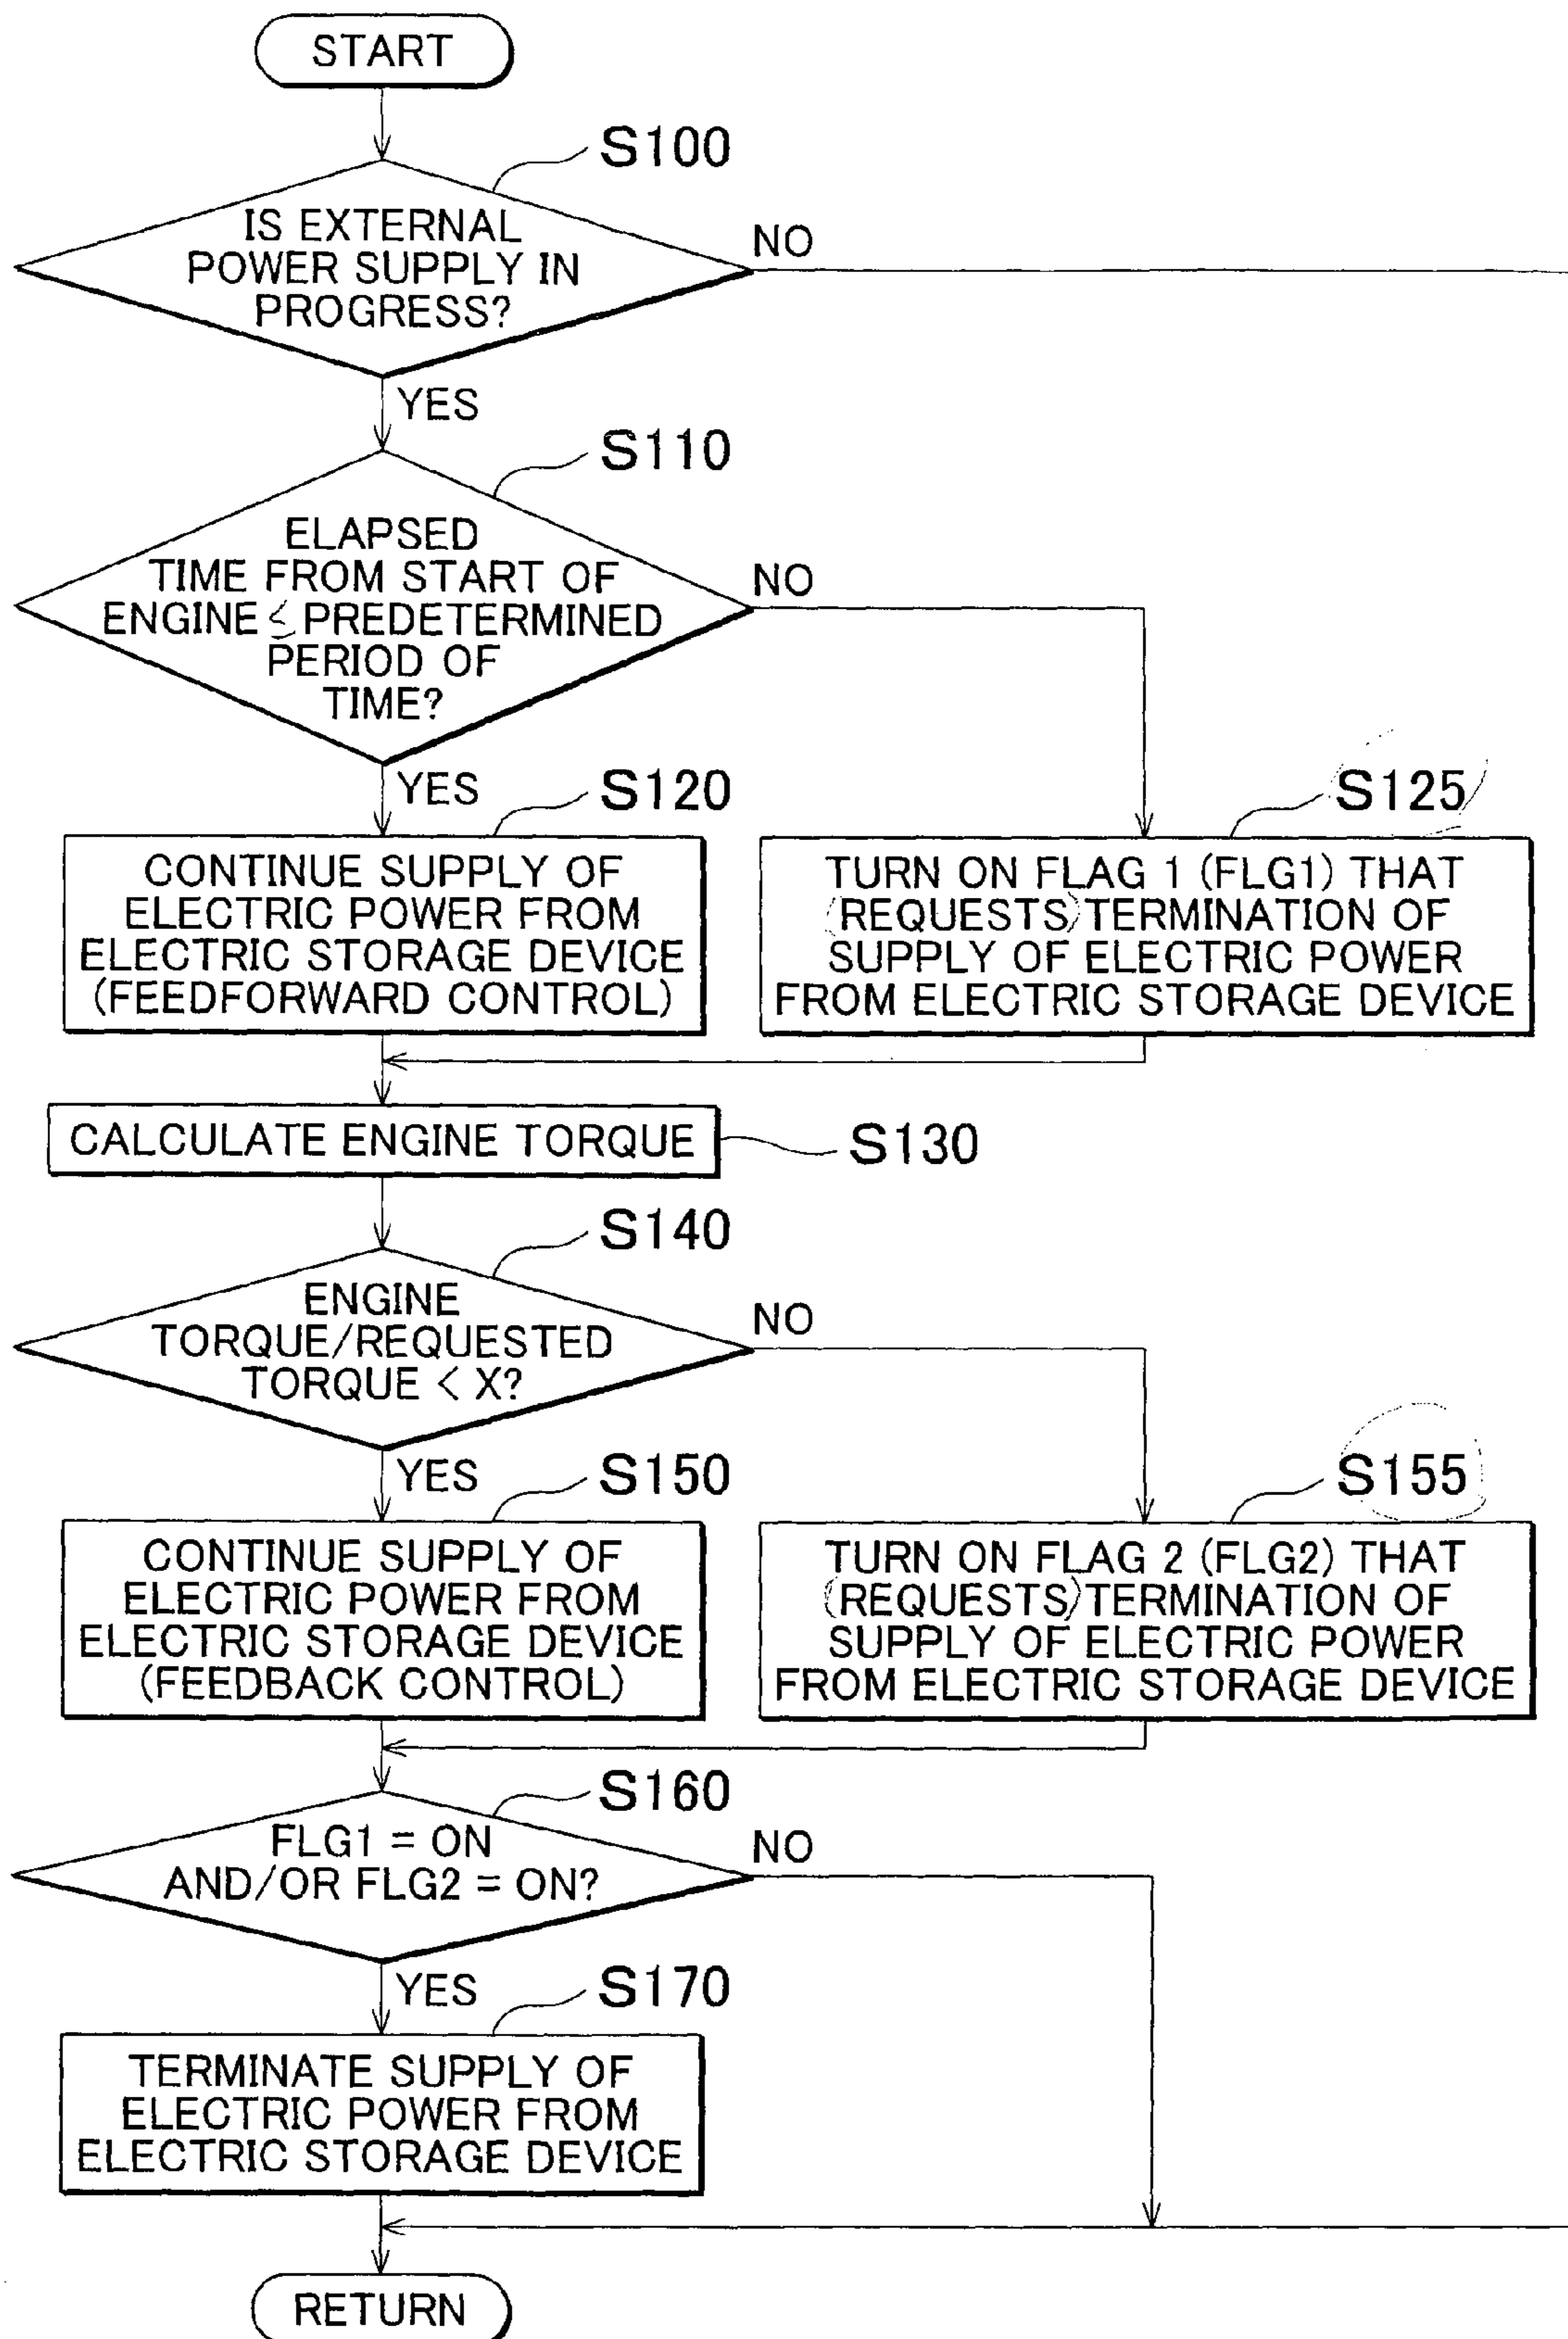 START
S100
IS EXTERNAL
POWER SUPPLY IN
PROGRESS?
NO
YES
S110
ELAPSED
TIME FROM START OF
ENGINE ≤ PREDETERMINED
PERIOD OF
TIME?
NO
YES
S120
CONTINUE SUPPLY OF
ELECTRIC POWER FROM
ELECTRIC STORAGE DEVICE
(FEEDFORWARD CONTROL)
S125
TURN ON FLAG 1 (FLG1) THAT
(REQUESTS) TERMINATION OF
SUPPLY OF ELECTRIC POWER
FROM ELECTRIC STORAGE DEVICE
CALCULATE ENGINE TORQUE
S130
S140
ENGINE
TORQUE/REQUESTED
TORQUE < X?
NO
YES
S150
CONTINUE SUPPLY OF
ELECTRIC POWER FROM
ELECTRIC STORAGE DEVICE
(FEEDBACK CONTROL)
S155
TURN ON FLAG 2 (FLG2) THAT
(REQUESTS) TERMINATION OF
SUPPLY OF ELECTRIC POWER
FROM ELECTRIC STORAGE DEVICE
S160
FLG1 = ON
AND/OR FLG2 = ON?
NO
YES
S170
TERMINATE SUPPLY OF
ELECTRIC POWER FROM
ELECTRIC STORAGE DEVICE
RETURN